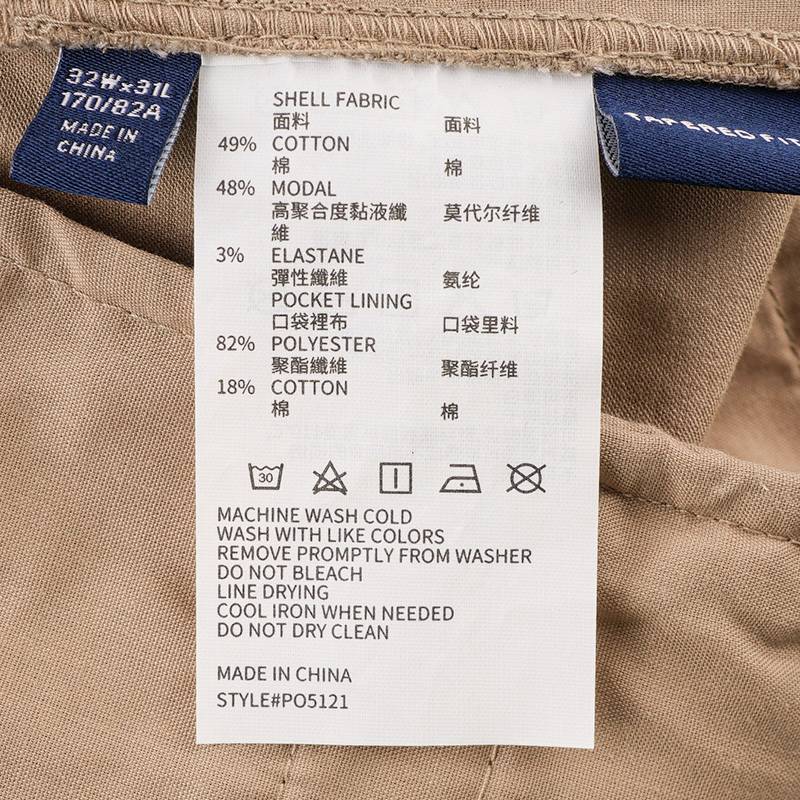 32W×31L
170/82A
MADE IN
CHINA
TAPERED FIT
SHELL FABRIC
面料 面料
49% COTTON
棉 棉
48% MODAL
高聚合度黏液纖 莫代尔纤维
維
3% ELASTANE
彈性纖維 氨纶
POCKET LINING
口袋裡布 口袋里料
82% POLYESTER
聚酯纖維 聚酯纤维
18% COTTON
棉 棉
30
MACHINE WASH COLD
WASH WITH LIKE COLORS
REMOVE PROMPTLY FROM WASHER
DO NOT BLEACH
LINE DRYING
COOL IRON WHEN NEEDED
DO NOT DRY CLEAN
MADE IN CHINA
STYLE#PO5121